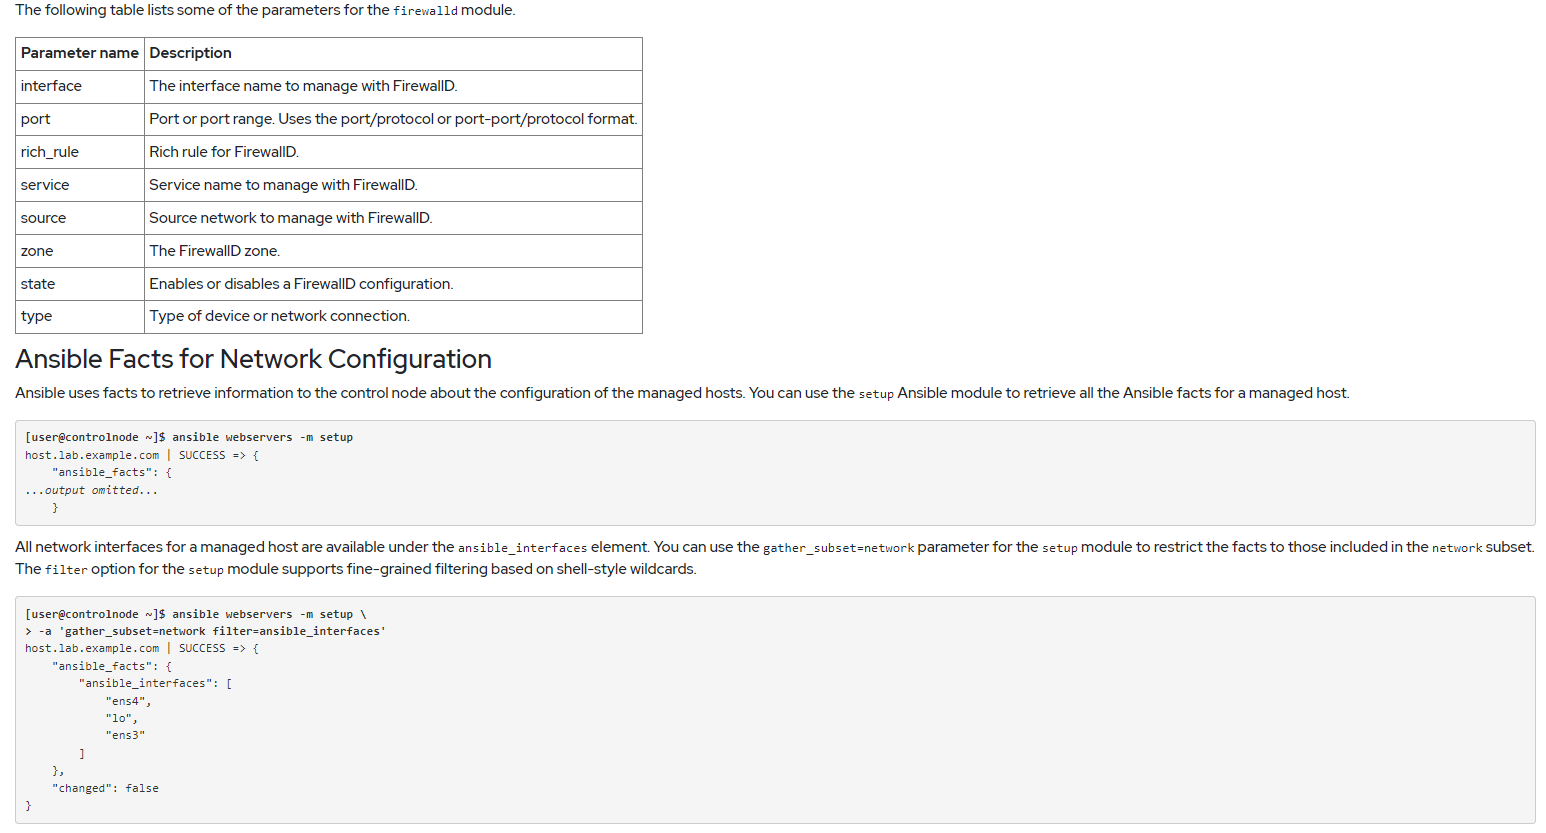 The following table lists some of the parameters for the firewalld module.
Parameter name Description
interface The interface name to manage with FirewallD.
port Port or port range. Uses the port/protocol or port-port/protocol format.
rich_rule Rich rule for FirewallD.
service Service name to manage with FirewallD.
source Source network to manage with FirewallD.
zone The FirewallD zone.
state Enables or disables a FirewallD configuration.
type Type of device or network connection.
Ansible Facts for Network Configuration
Ansible uses facts to retrieve information to the control node about the configuration of the managed hosts. You can use the setup Ansible module to retrieve all the Ansible facts for a managed host.
[user@controlnode ~]$ ansible webservers -m setup
host.lab.example.com | SUCCESS => {
    "ansible_facts": {
...output omitted...
    }
All network interfaces for a managed host are available under the ansible_interfaces element. You can use the gather_subset=network parameter for the setup module to restrict the facts to those included in the network subset.
The filter option for the setup module supports fine-grained filtering based on shell-style wildcards.
[user@controlnode ~]$ ansible webservers -m setup \
> -a 'gather_subset=network filter=ansible_interfaces'
host.lab.example.com | SUCCESS => {
    "ansible_facts": {
        "ansible_interfaces": [
            "ens4",
            "lo",
            "ens3"
        ]
    },
    "changed": false
}